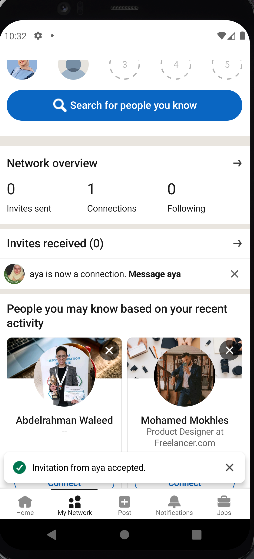 10:32
3
4
5
Search for people you know
Network overview
0
1
0
Invites sent
Connections
Following
Invites received (0)
aya is now a connection. Message aya
People you may know based on your recent
activity
Abdelrahman Waleed
Mohamed Mokhles
Product Designer at
Freelancer.com
Connect
Connect
Invitation from aya accepted.
Home
My Network
Post
Notifications
Jobs